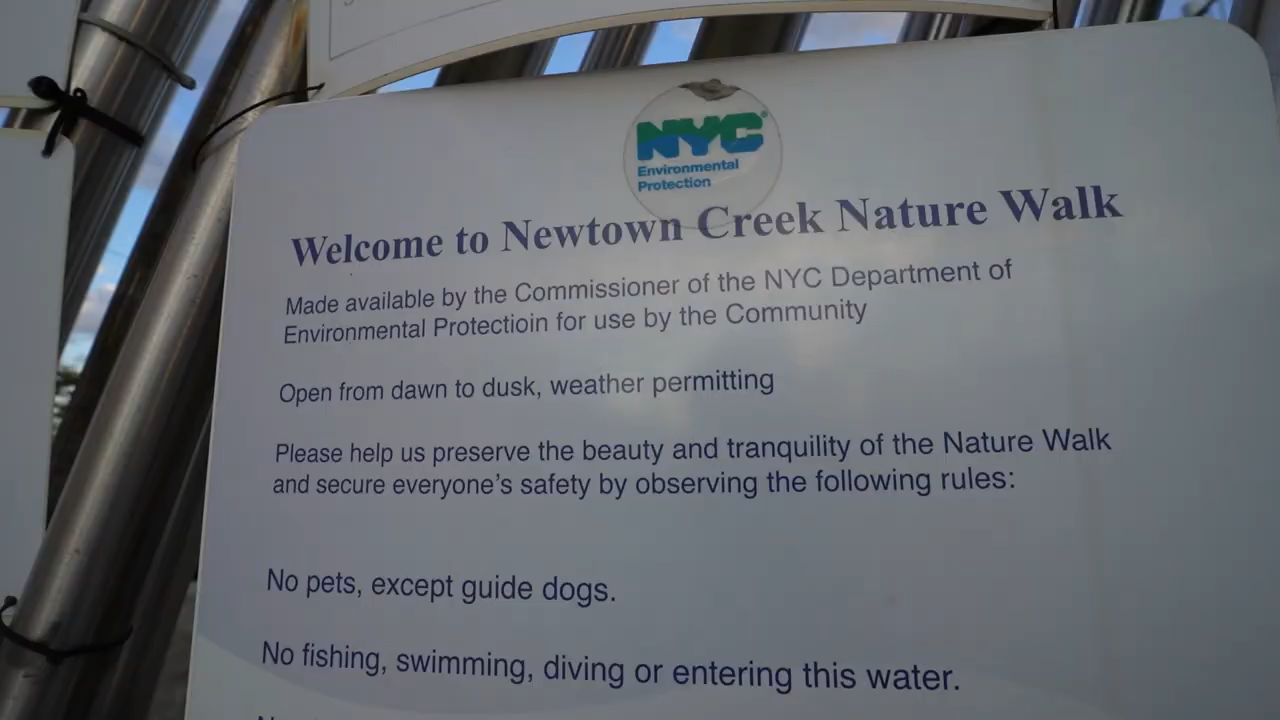 NYC
Environmental
Protection
Welcome to Newtown Creek Nature Walk
Made available by the Commissioner of the NYC Department of
Environmental Protectioin for use by the Community
Open from dawn to dusk, weather permitting
Please help us preserve the beauty and tranquility of the Nature Walk
and secure everyone's safety by observing the following rules:
No pets, except guide dogs.
No fishing, swimming, diving or entering this water.